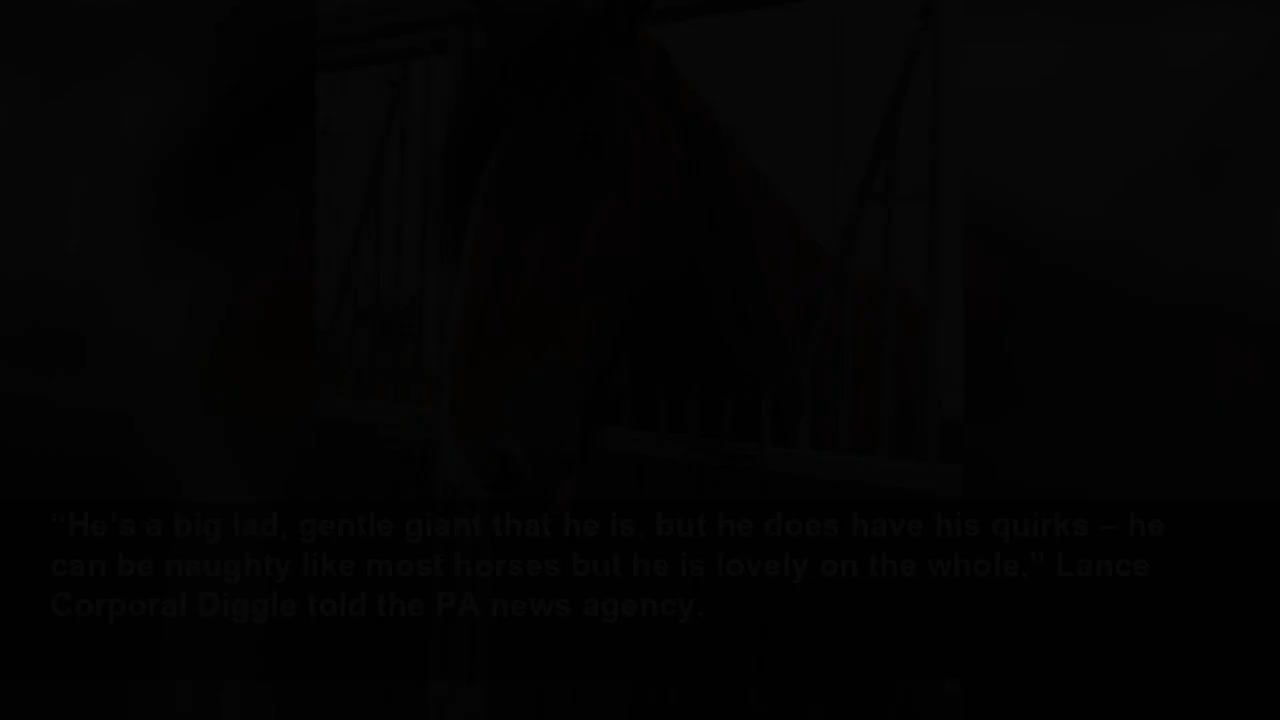 “He's a big lad, gentle giant that he is, but he does have his quirks – he
can be naughty like most horses but he is lovely on the whole,” Lance
Corporal Diggle told the PA news agency.